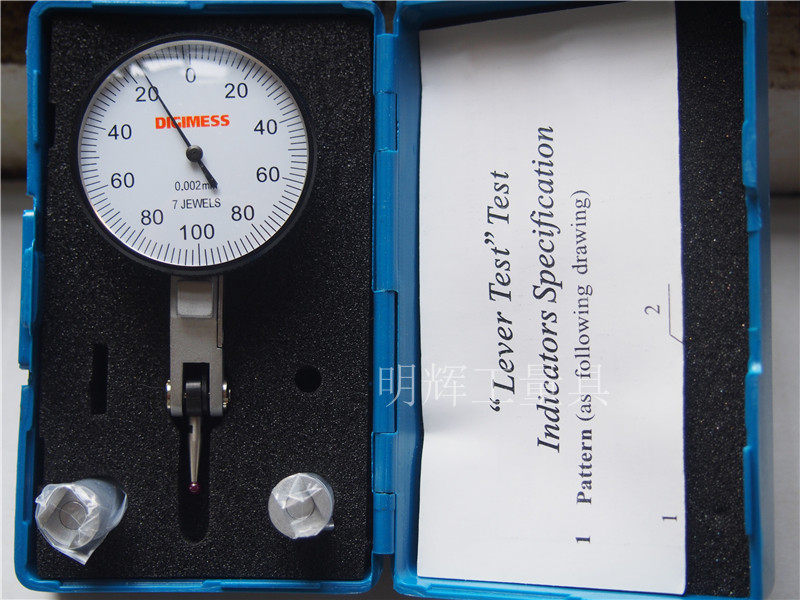 0
20 20
40 40
60 60
80 80
100
DIGIMESS
0.002mm
7 JEWELS
"Lever Test" Test
Indicators Specification
1 Pattern (as following drawing)
2
1
明辉工量具